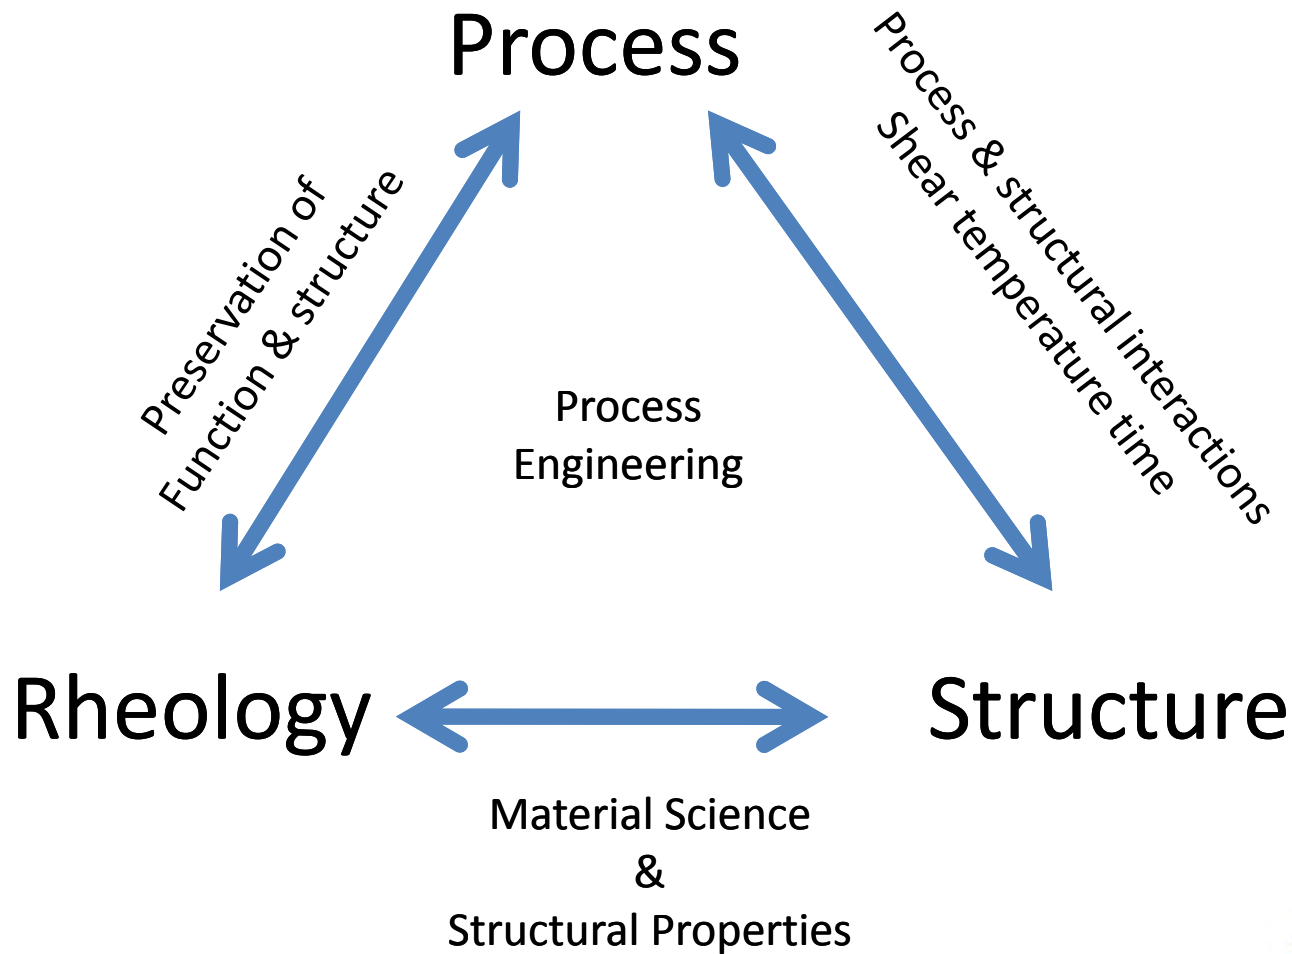 Process
Process & structural interactions
Shear temperature time
Preservation of
Function & structure
Process
Engineering
Rheology
Structure
Material Science
&
Structural Properties